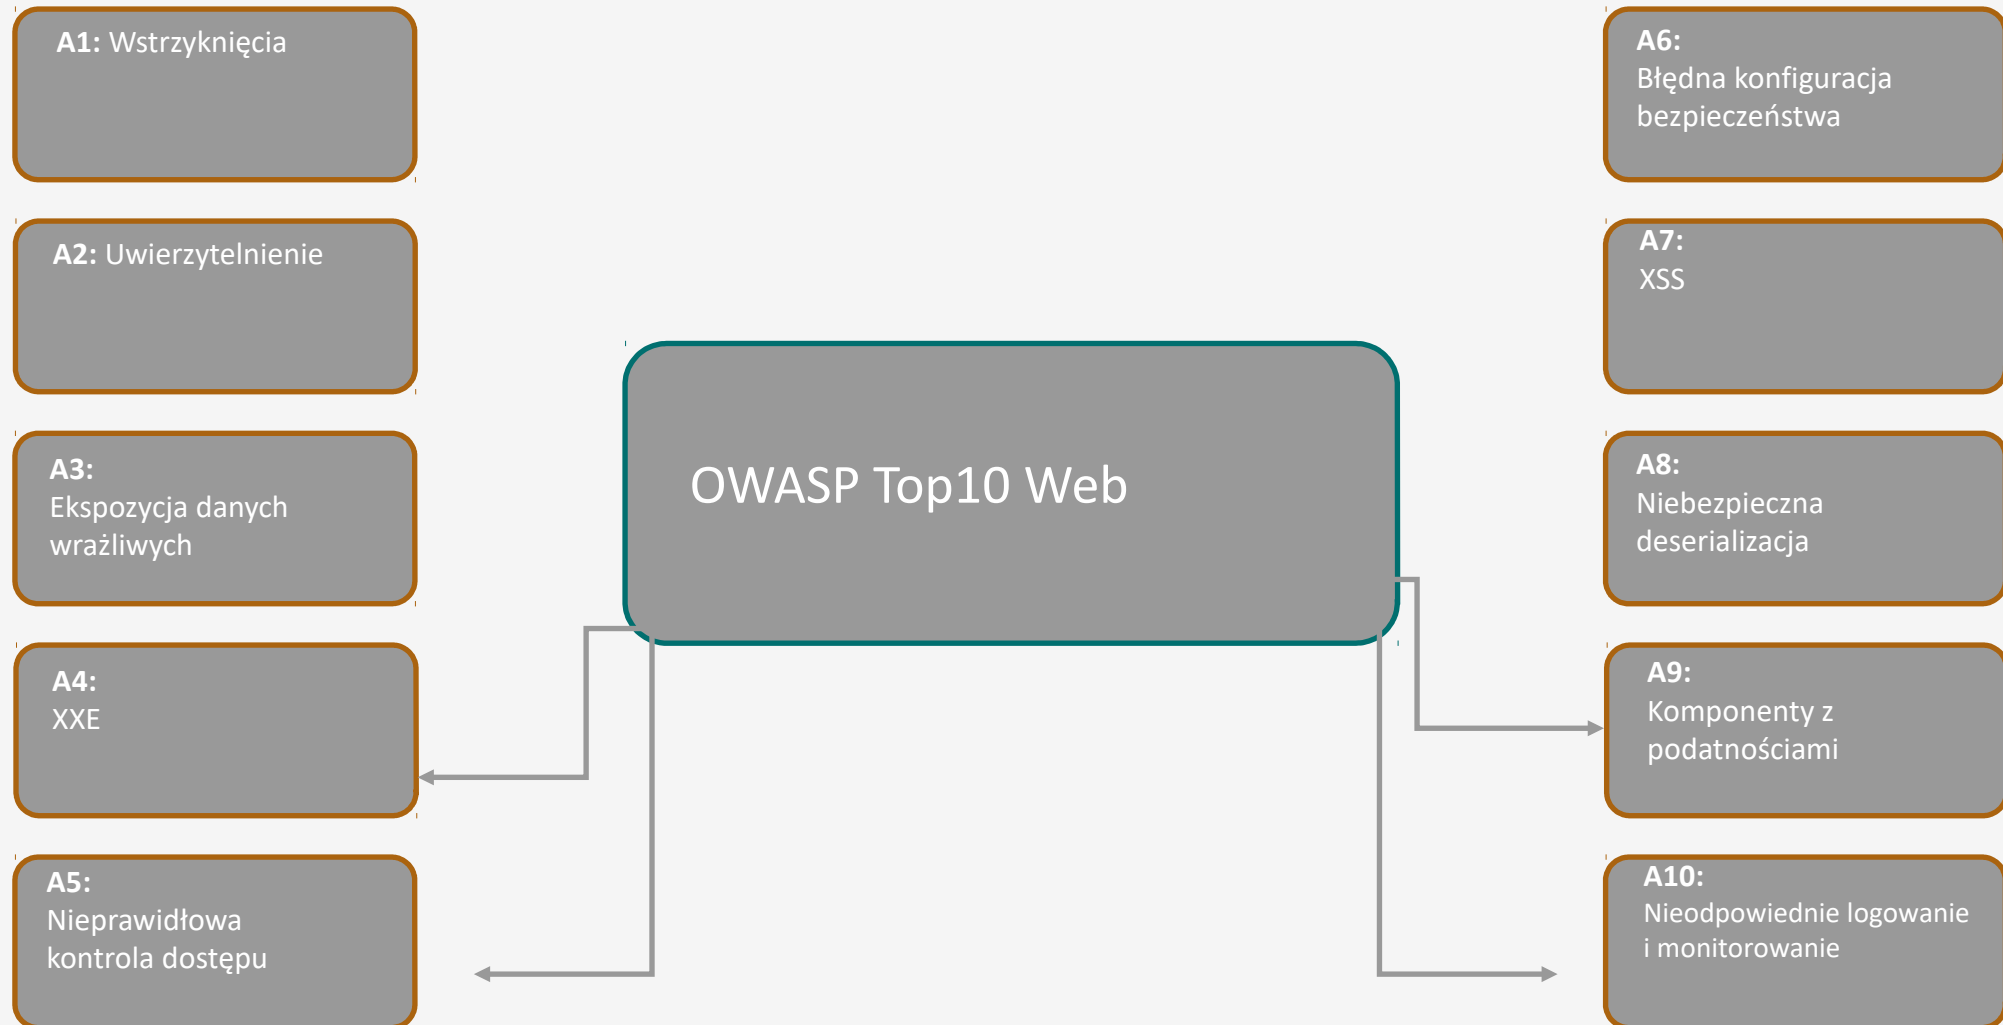 A1: Wstrzyknięcia
A2: Uwierzytelnienie
A3:
Ekspozycja danych
wrażliwych
A4:
XXE
A5:
Nieprawidłowa
kontrola dostępu
OWASP Top10 Web
A6:
Błędna konfiguracja
bezpieczeństwa
A7:
XSS
A8:
Niebezpieczna
deserializacja
A9:
Komponenty z
podatnościami
A10:
Nieodpowiednie logowanie
i monitorowanie